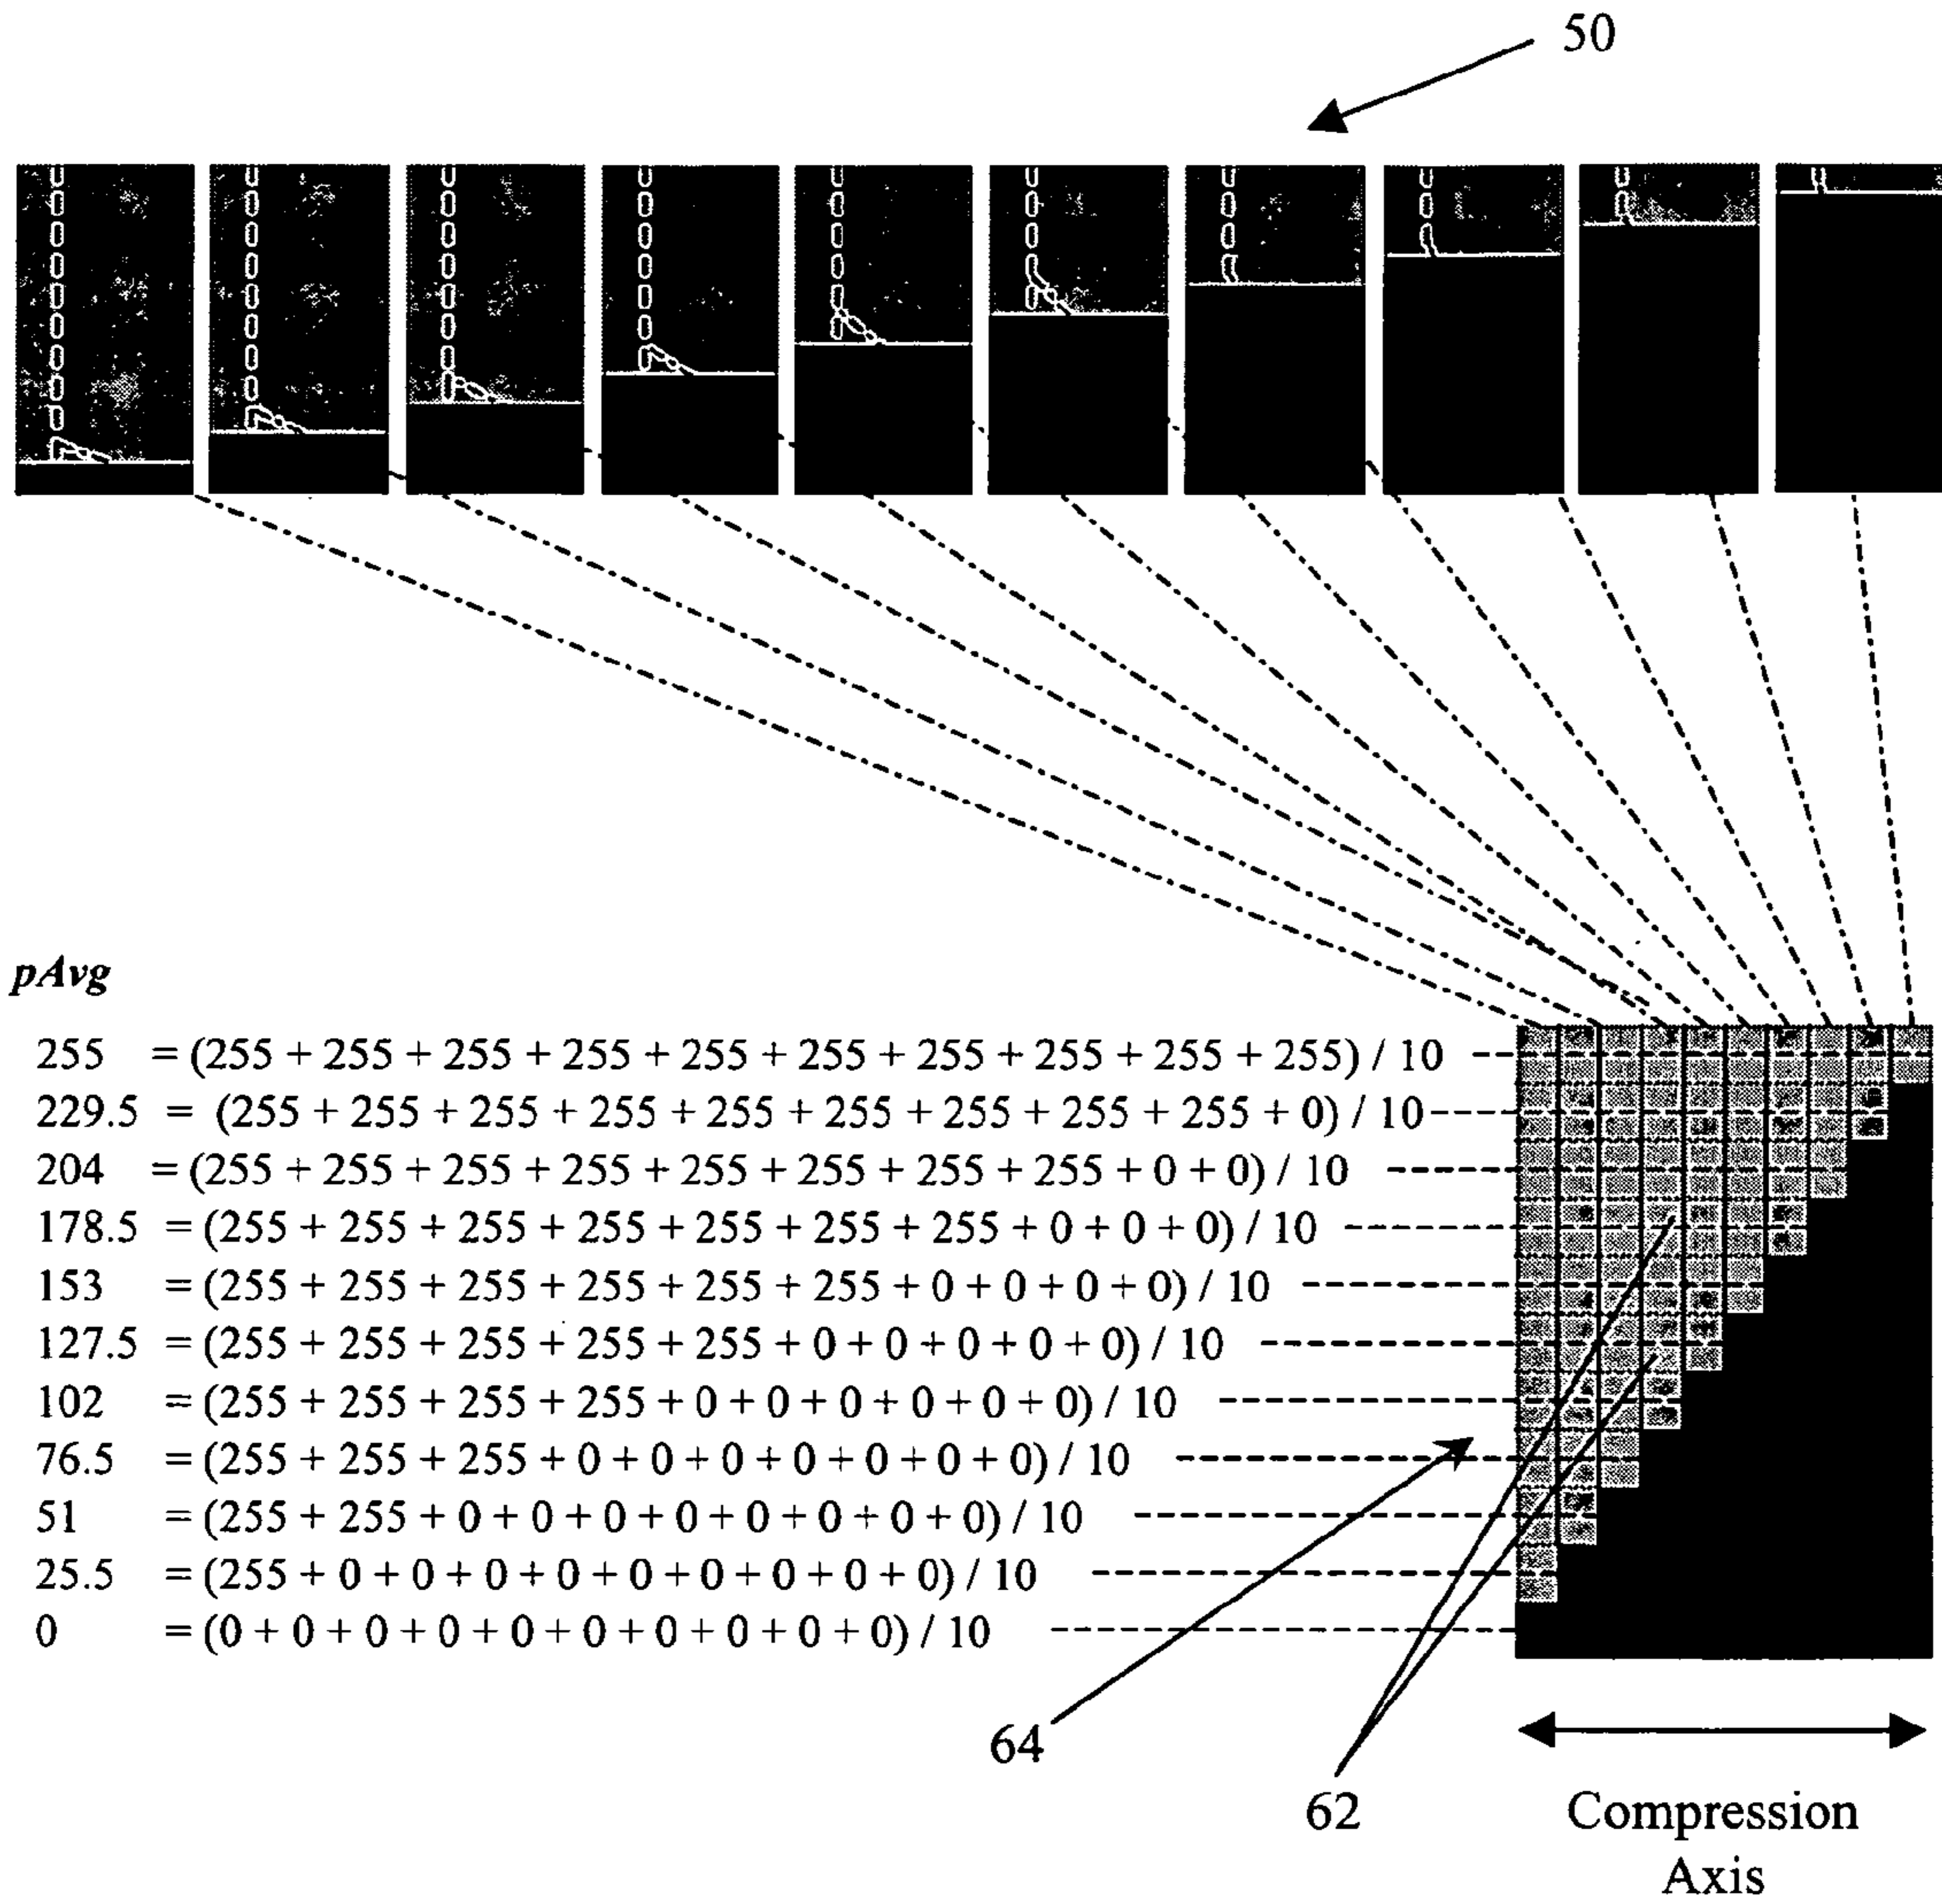 50
pAvg
255 = (255 + 255 + 255 + 255 + 255 + 255 + 255 + 255 + 255 + 255) / 10
229.5 = (255 + 255 + 255 + 255 + 255 + 255 + 255 + 255 + 255 + 0) / 10
204 = (255 + 255 + 255 + 255 + 255 + 255 + 255 + 255 + 0 + 0) / 10
178.5 = (255 + 255 + 255 + 255 + 255 + 255 + 255 + 0 + 0 + 0) / 10
153 = (255 + 255 + 255 + 255 + 255 + 255 + 0 + 0 + 0 + 0) / 10
127.5 = (255 + 255 + 255 + 255 + 255 + 0 + 0 + 0 + 0 + 0) / 10
102 = (255 + 255 + 255 + 255 + 0 + 0 + 0 + 0 + 0 + 0) / 10
76.5 = (255 + 255 + 255 + 0 + 0 + 0 + 0 + 0 + 0 + 0) / 10
51 = (255 + 255 + 0 + 0 + 0 + 0 + 0 + 0 + 0 + 0) / 10
25.5 = (255 + 0 + 0 + 0 + 0 + 0 + 0 + 0 + 0 + 0) / 10
0 = (0 + 0 + 0 + 0 + 0 + 0 + 0 + 0 + 0 + 0) / 10
64
62
Compression
Axis